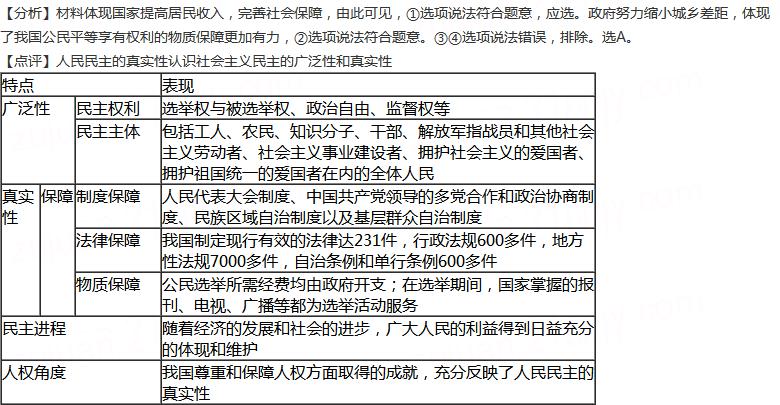 【分析】材料体现国家提高居民收入，完善社会保障，由此可见，①选项说法符合题意，应选。政府努力缩小城乡差距，体现
了我国公民平等享有权利的物质保障更加有力，②选项符合题意。③④选项说法错误，排除。选A。
【点评】人民民主的真实性认识社会主义民主的广泛性和真实性
特点 表现
广泛性 民主权利 选举权与被选举权、政治自由、监督权等
民主主体 包括工人、农民、知识分子、干部、解放军指战员和其他社会
主义劳动者、社会主义事业建设者、拥护社会主义的爱国者、
拥护祖国统一的爱国者在内的全体人民
真实 保障 制度保障 人民代表大会制度、中国共产党领导的多党合作和政治协商制
性 度、民族区域自治制度以及基层群众自治制度
法律保障 我国制定现行有效的法律达231件，行政法规600多件，地方
性法规7000多件，自治条例和单行条例600多件
物质保障 公民选举所需经费均由政府开支；在选举期间，国家掌握的报
刊、电视、广播等都为选举活动服务
民主进程 随着经济的发展和社会的进步，广大人民的利益得到日益充分
的体现和维护
人权角度 我国尊重和保障人权方面取得的成就，充分反映了人民民主的
真实性